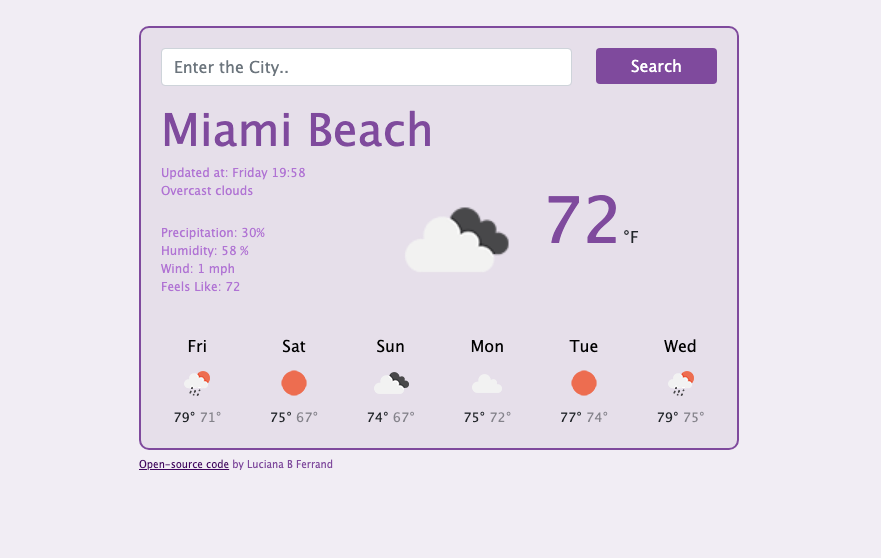 Enter the City..
Search
Miami Beach
Updated at: Friday 19:58
Overcast clouds
Precipitation: 30%
Humidity: 58 %
Wind: 1 mph
Feels Like: 72
72 °F
Fri Sat Sun Mon Tue Wed
79° 71° 75° 67° 74° 67° 75° 72° 77° 74° 79° 75°
Open-source code by Luciana B Ferrand